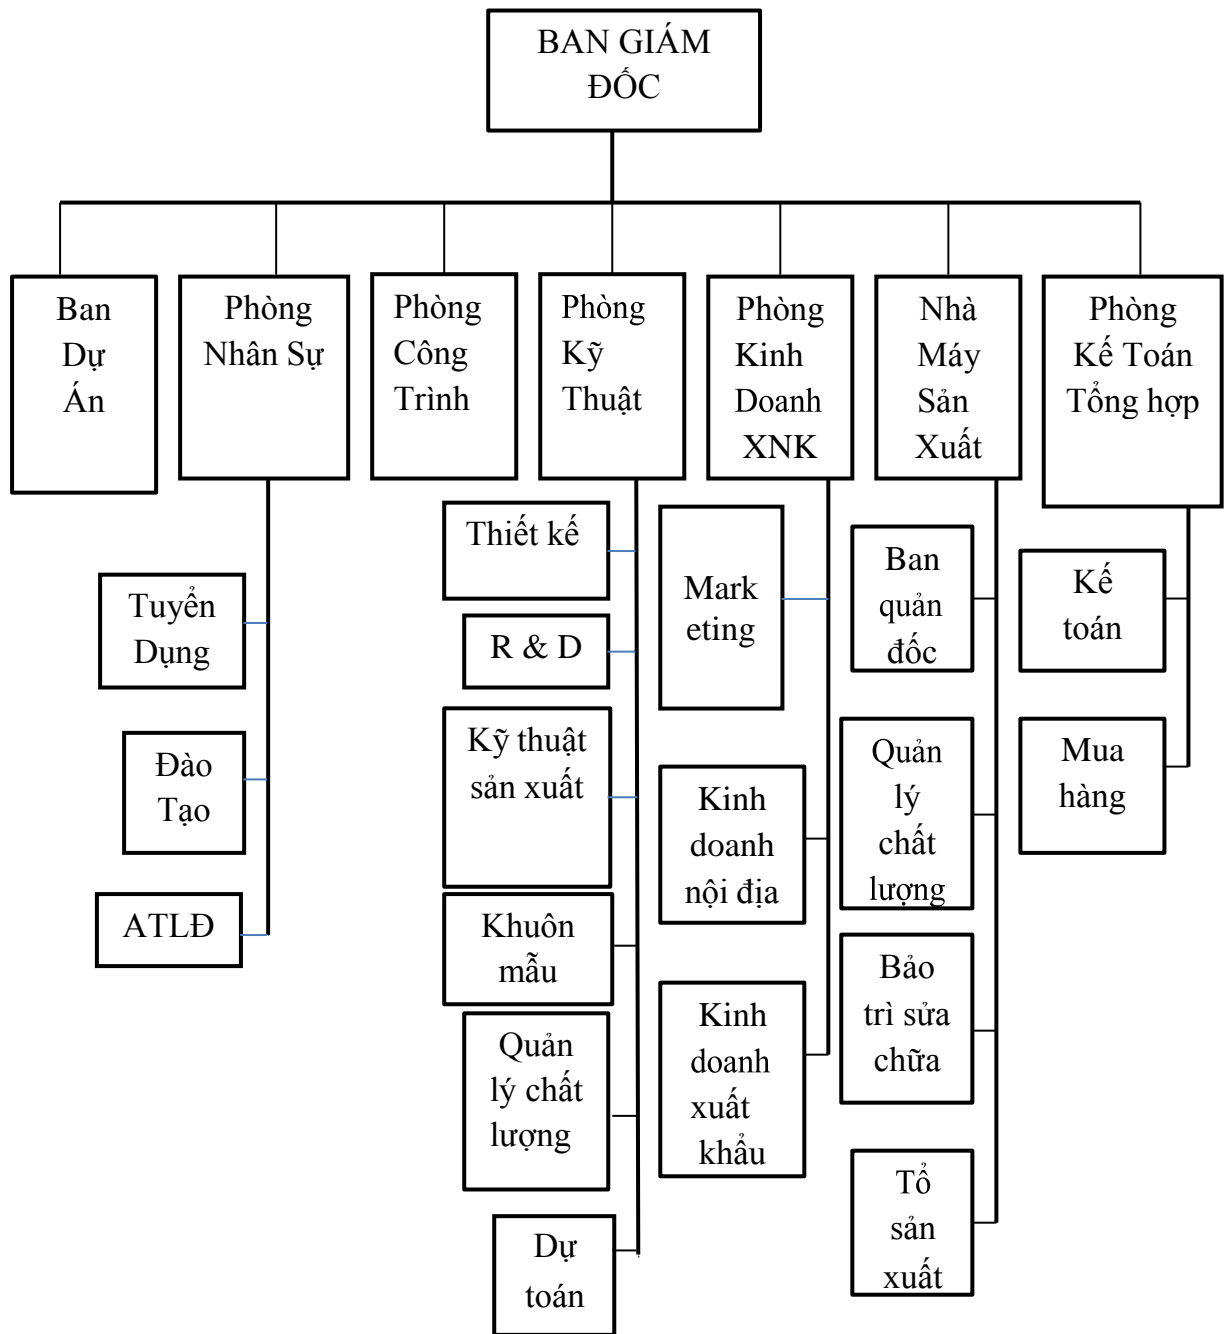 BAN GIÁM
ĐỐC
Ban
Dự
Án
Phòng
Nhân Sự
Phòng
Công
Trình
Phòng
Kỹ
Thuật
Phòng
Kinh
Doanh
XNK
Nhà
Máy
Sản
Xuất
Phòng
Kế Toán
Tổng hợp
Tuyển
Dụng
Đào
Tạo
ATLĐ
Thiết kế
R & D
Kỹ thuật
sản xuất
Khuôn
mẫu
Quản
lý chất
lượng
Dự
toán
Mark
eting
Kinh
doanh
nội địa
Kinh
doanh
xuất
khẩu
Ban
quản
đốc
Quản
lý
chất
lượng
Bảo
trì sửa
chữa
Tổ
sản
xuất
Kế
toán
Mua
hàng